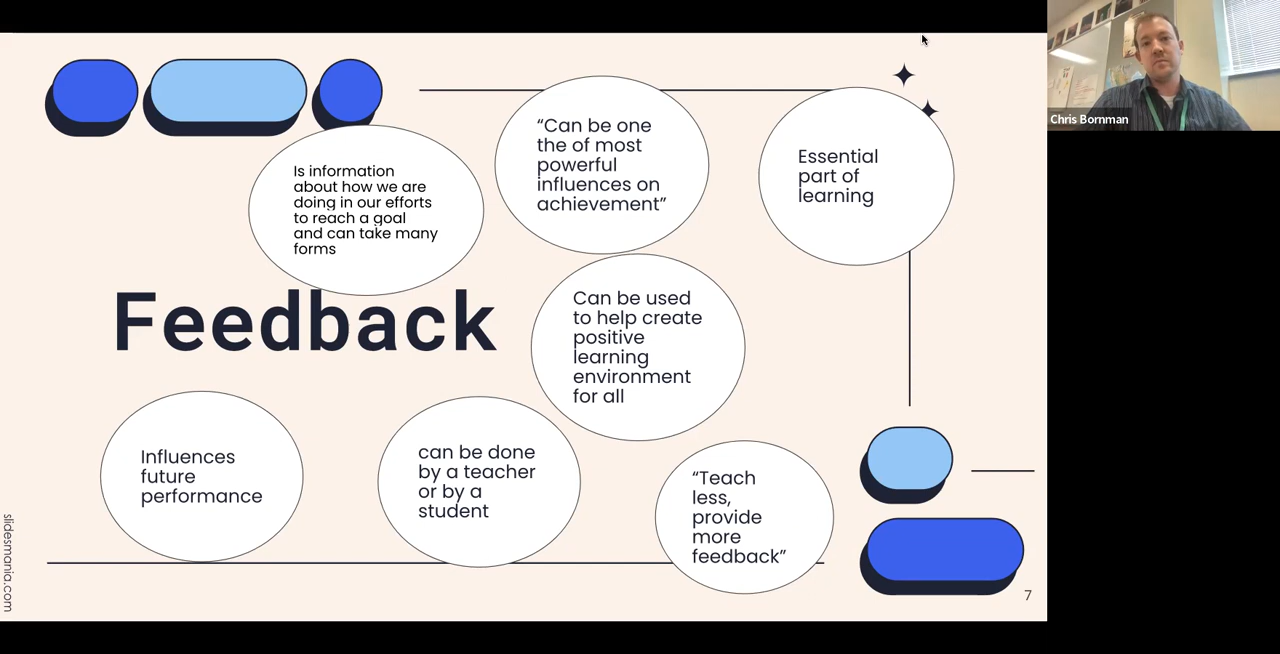 Is information
about how we are
doing in our efforts
to reach a goal
and can take many
forms
“Can be one
the of most
powerful
influences on
achievement”
Essential
part of
learning
Chris Bornman
Feedback
Can be used
to help create
positive
learning
environment
for all
Influences
future
performance
can be done
by a teacher
or by a
student
“Teach
less,
provide
more
feedback”
slidesmania.com
7